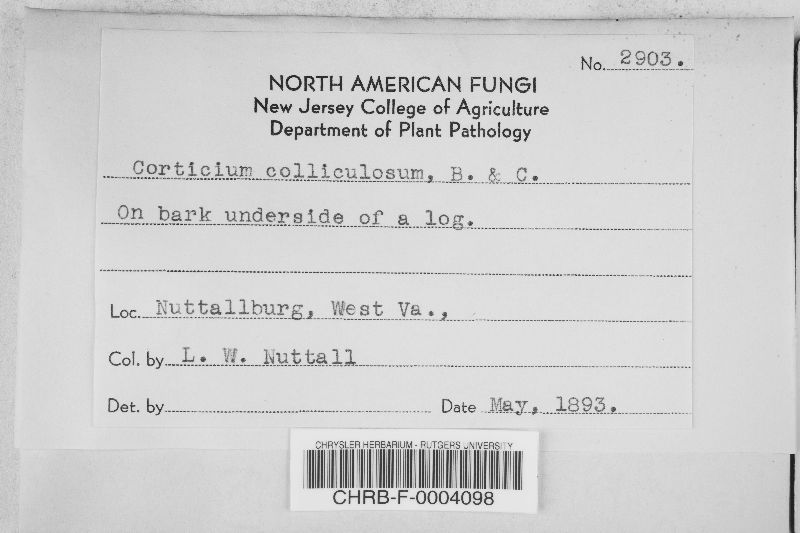 No. 2903.
NORTH AMERICAN FUNGI
New Jersey College of Agriculture
Department of Plant Pathology
Corticium colliculosum, B. & C.
On bark underside of a log.
Loc. Nuttallburg, West Va.,
Col. by L. W. Nuttall
Det. by Date May, 1893.
CHRYSLER HERBARIUM - RUTGERS UNIVERSITY
CHRB-F-0004098